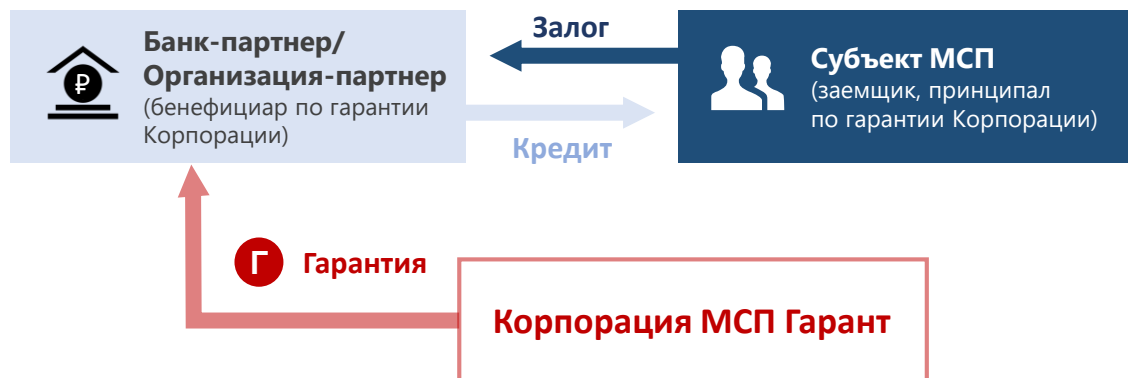 Банк-партнер/
Организация-партнер
(бенефициар по гарантии
Корпорации)
₽
Залог
Кредит
Субъект МСП
(заемщик, принципал
по гарантии Корпорации)
Г Гарантия
Корпорация МСП Гарант